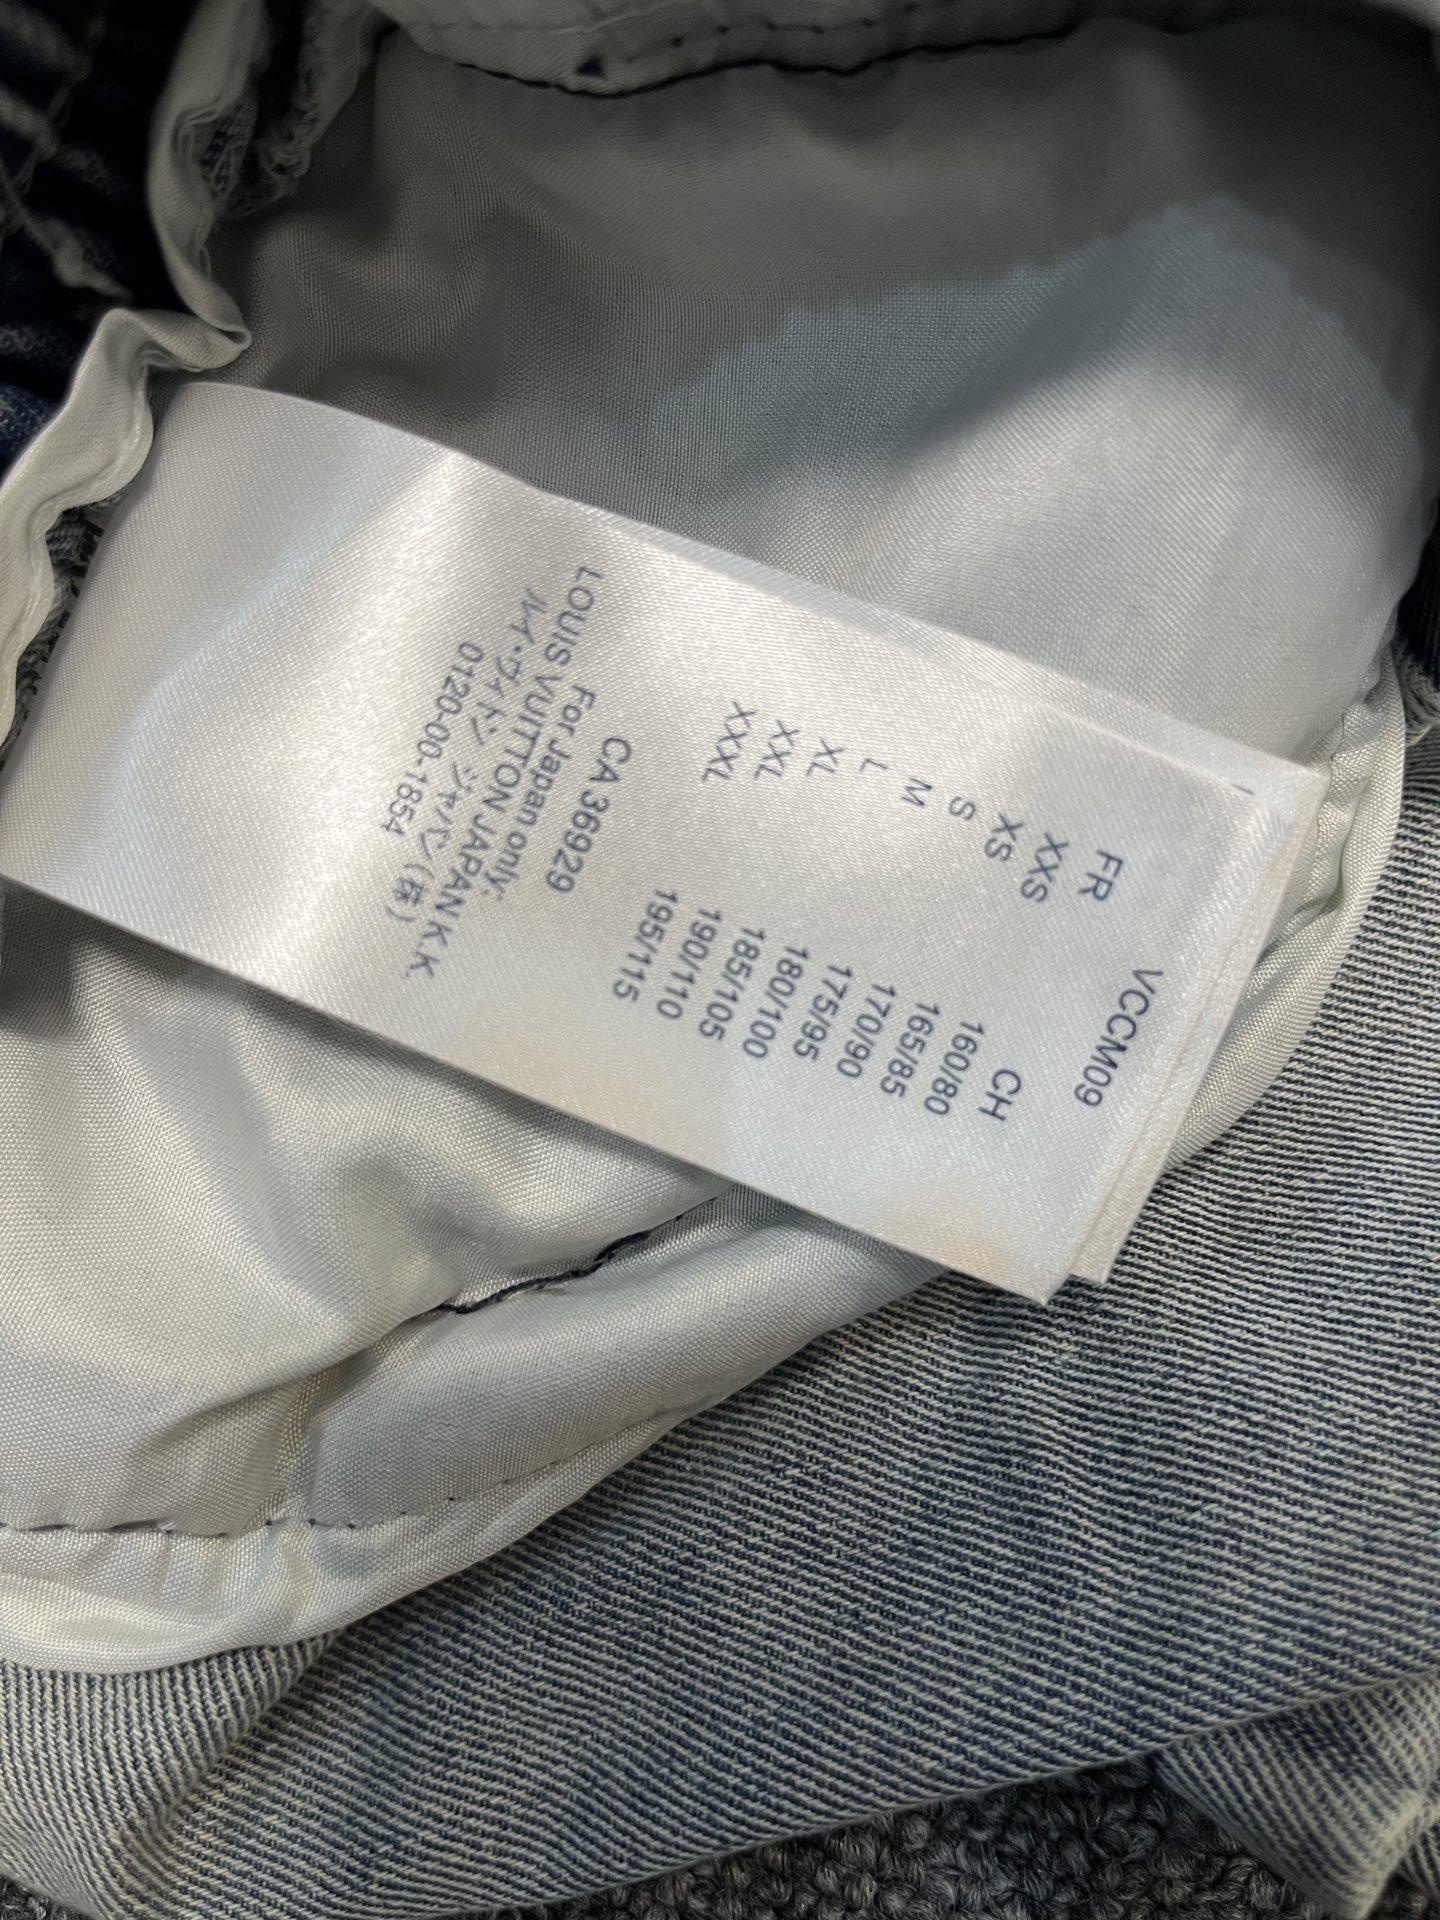 VCCM09
FR CH
XXS 160/80
XS 165/85
S 170/90
M 175/95
L 180/100
XL 185/105
XXL 190/110
XXXL 195/115
CA 36929
For Japan only:
LOUIS VUITTON JAPAN K.K.
ルイ・ヴィトン ジャパン(株)
0120-00-1854